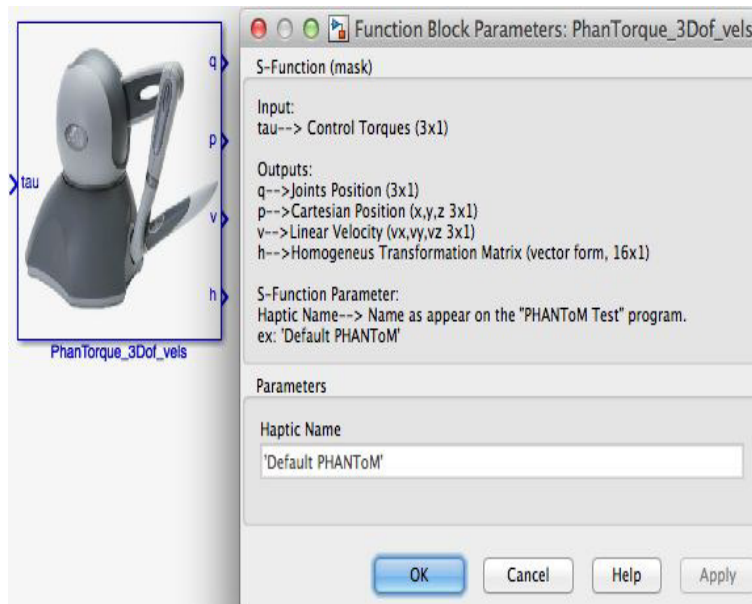 tau
q
p
v
h
PhanTorque_3Dof_vels
Function Block Parameters: PhanTorque_3Dof_vels
S-Function (mask)
Input:
tau--> Control Torques (3x1)
Outputs:
q-->Joints Position (3x1)
p-->Cartesian Position (x,y,z 3x1)
v-->Linear Velocity (vx,vy,vz 3x1)
h-->Homogeneus Transformation Matrix (vector form, 16x1)
S-Function Parameter:
Haptic Name--> Name as appear on the "PHANToM Test" program.
ex: 'Default PHANToM'
Parameters
Haptic Name
'Default PHANToM'
OK
Cancel
Help
Apply